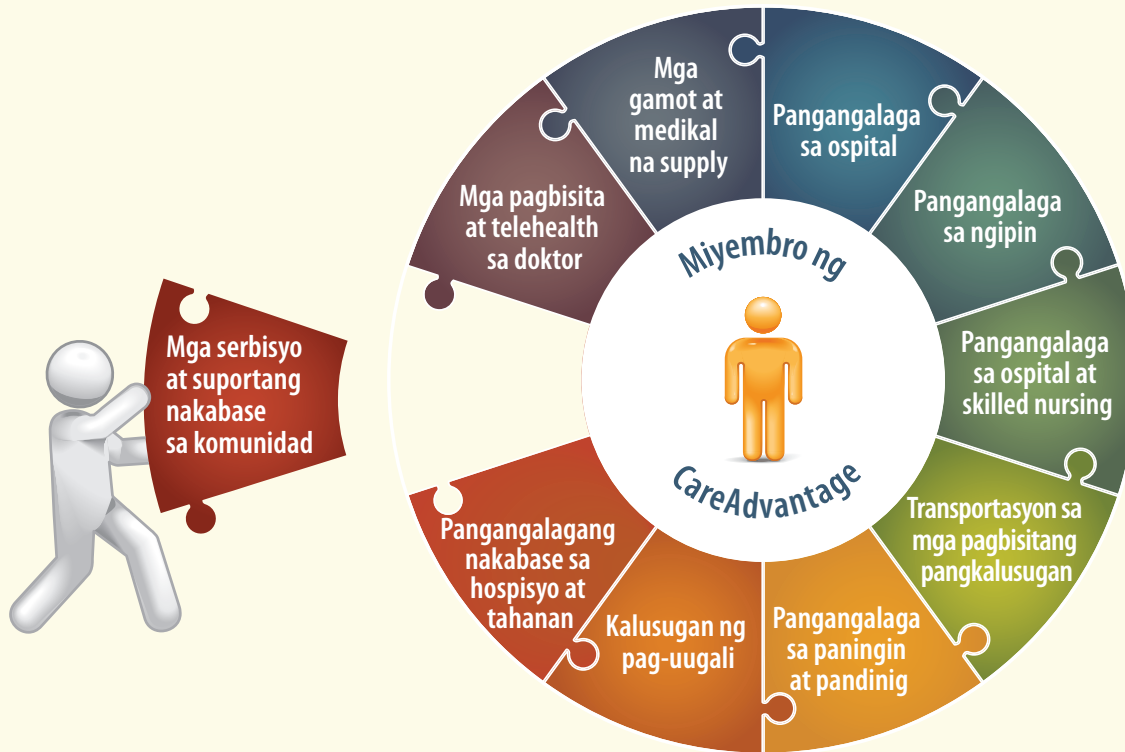 Mga
gamot at
medikal
na supply
Pangangalaga
sa ospital
Pangangalaga
sa ngipin
Pangangalaga
sa ospital at
skilled nursing
Transportasyon sa
mga pagbisitang
pangkalusugan
Pangangalaga
sa paningin
at pandinig
Kalusugan ng
pag-uugali
Pangangalagang
nakabase sa
hospisyo at
tahanan
Mga serbisyo
at suportang
nakabase
sa komunidad
Mga pagbisita
at telehealth
sa doktor
Miyembro ng
CareAdvantage